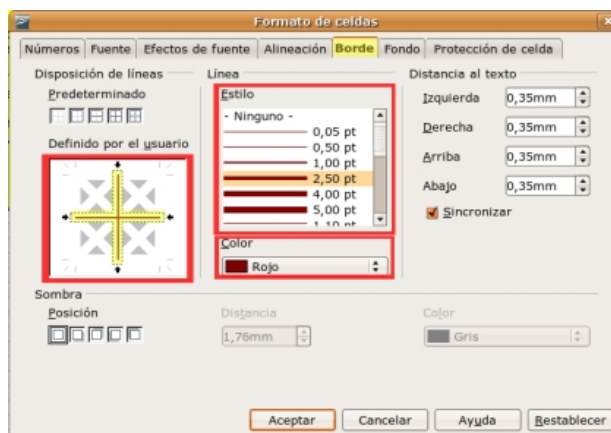 Formato de celdas
Números Fuente Efectos de fuente Alineación Borde Fondo Protección de celda
Disposición de líneas Línea Distancia al texto
Predeterminado Estilo Izquierda 0,35mm
- Ninguno -
0,05 pt Derecha 0,35mm
Definido por el usuario 0,50 pt
1,00 pt Arriba 0,35mm
2,50 pt
4,00 pt Abajo 0,35mm
5,00 pt Sincronizar
1,10 pt
Color
Rojo
Sombra
Posición Distancia Color
1,76mm Gris
Aceptar Cancelar Ayuda Restablecer